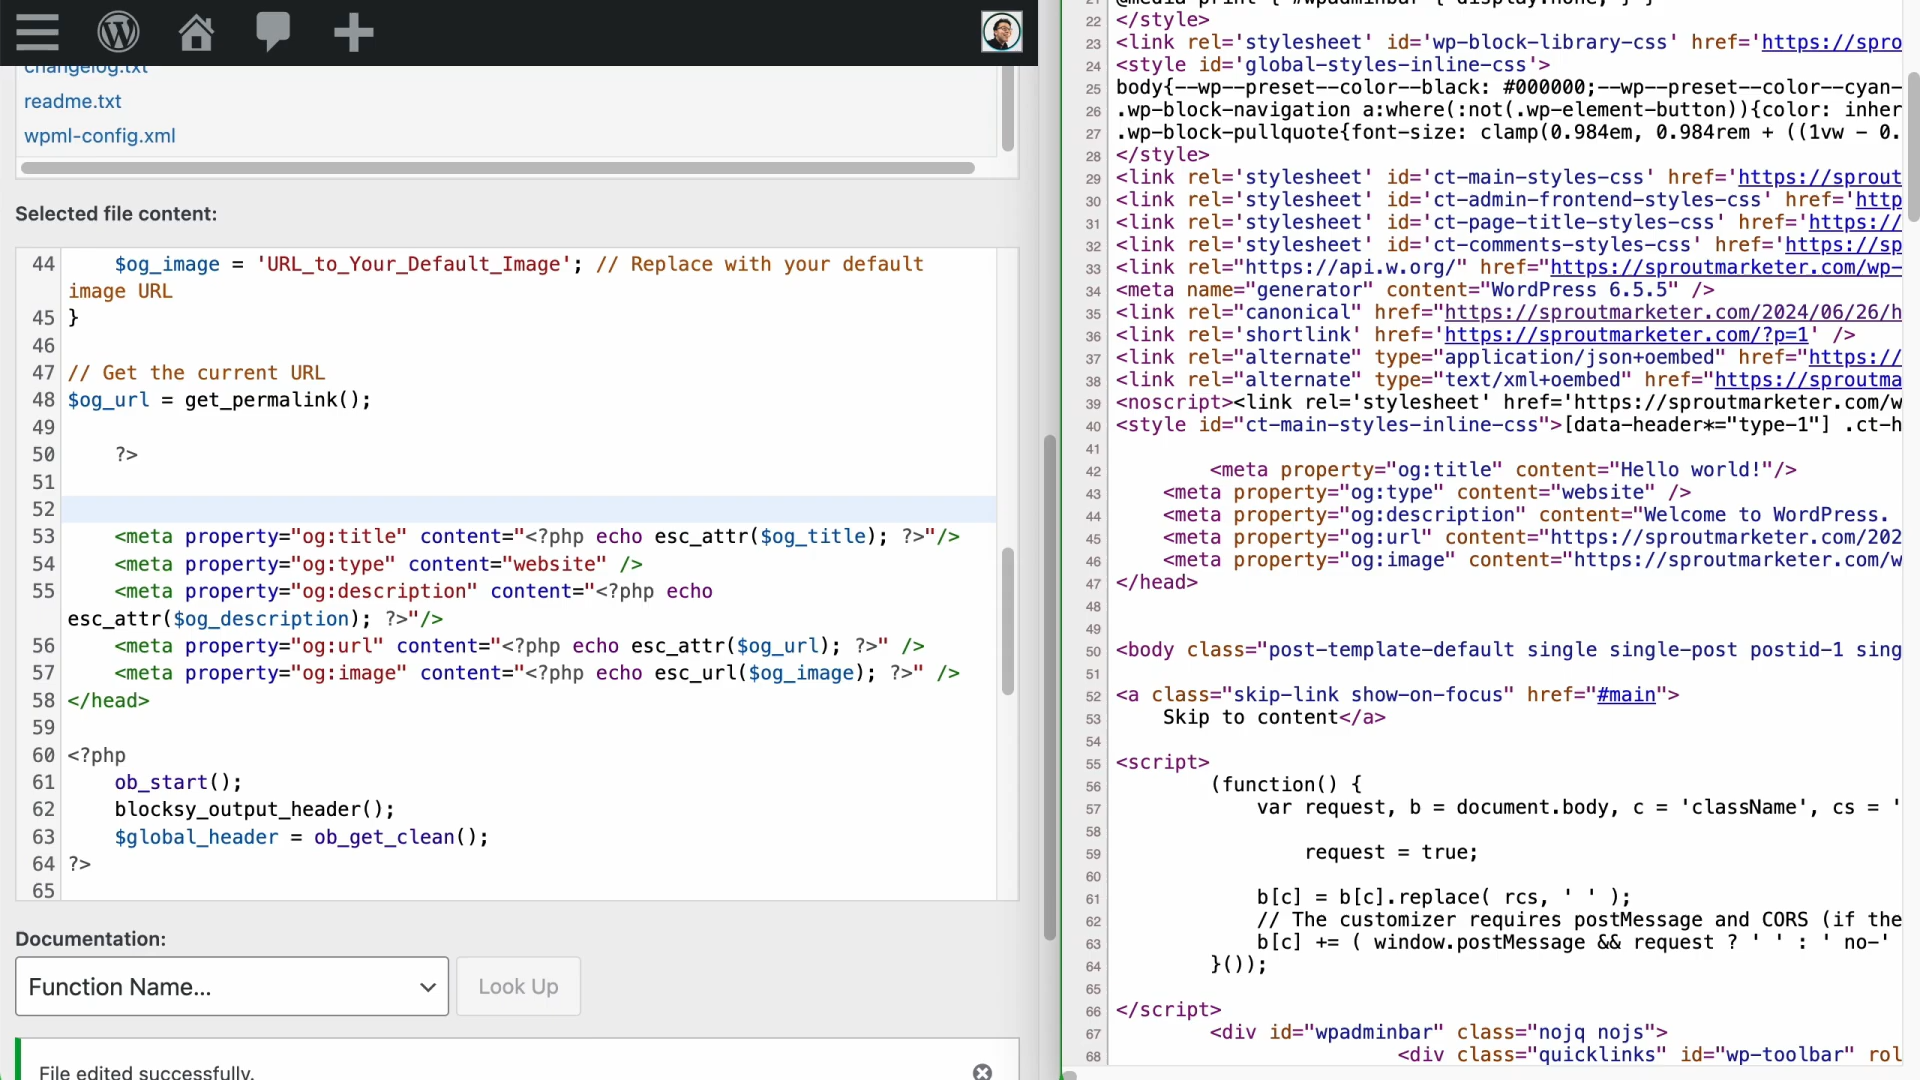 changelog.txt
readme.txt
wpml-config.xml
Selected file content:
44 $og_image = 'URL_to_Your_Default_Image'; // Replace with your default
image URL
45 }
46
47 // Get the current URL
48 $og_url = get_permalink();
49
50 ?>
51
52
53 <meta property="og:title" content="<?php echo esc_attr($og_title); ?>"/>
54 <meta property="og:type" content="website" />
55 <meta property="og:description" content="<?php echo
esc_attr($og_description); ?>"/>
56 <meta property="og:url" content="<?php echo esc_attr($og_url); ?>" />
57 <meta property="og:image" content="<?php echo esc_url($og_image); ?>" />
58 </head>
59
60 <?php
61 ob_start();
62 blocksy_output_header();
63 $global_header = ob_get_clean();
64 ?>
65
Documentation:
Function Name...
Look Up
File edited successfully.
21 @media print { #wpadminbar { display:none; } }
22 </style>
23 <link rel='stylesheet' id='wp-block-library-css' href='https://spro
24 <style id='global-styles-inline-css'>
25 body{--wp--preset--color--black: #000000;--wp--preset--color--cyan-
26 .wp-block-navigation a:where(:not(.wp-element-button)){color: inher
27 .wp-block-pullquote{font-size: clamp(0.984em, 0.984rem + ((1vw - 0.
28 </style>
29 <link rel='stylesheet' id='ct-main-styles-css' href='https://sprout
30 <link rel='stylesheet' id='ct-admin-frontend-styles-css' href='http
31 <link rel='stylesheet' id='ct-page-title-styles-css' href='https://
32 <link rel='stylesheet' id='ct-comments-styles-css' href='https://sp
33 <link rel="https://api.w.org/" href="https://sproutmarketer.com/wp-
34 <meta name="generator" content="WordPress 6.5.5" />
35 <link rel="canonical" href="https://sproutmarketer.com/2024/06/26/h
36 <link rel='shortlink' href='https://sproutmarketer.com/?p=1' />
37 <link rel="alternate" type="application/json+oembed" href="https://
38 <link rel="alternate" type="text/xml+oembed" href="https://sproutma
39 <noscript><link rel='stylesheet' href='https://sproutmarketer.com/w
40 <style id="ct-main-styles-inline-css">[data-header*="type-1"] .ct-h
41
42 <meta property="og:title" content="Hello world!"/>
43 <meta property="og:type" content="website" />
44 <meta property="og:description" content="Welcome to WordPress.
45 <meta property="og:url" content="https://sproutmarketer.com/202
46 <meta property="og:image" content="https://sproutmarketer.com/w
47 </head>
48
49
50 <body class="post-template-default single single-post postid-1 sing
51
52 <a class="skip-link show-on-focus" href="#main">
53 Skip to content</a>
54
55 <script>
56 (function() {
57 var request, b = document.body, c = 'className', cs = '
58
59 request = true;
60
61 b[c] = b[c].replace( rcs, ' ' );
62 // The customizer requires postMessage and CORS (if the
63 b[c] += ( window.postMessage && request ? ' ' : ' no-'
64 }());
65
66 </script>
67 <div id="wpadminbar" class="nojq nojs">
68 <div class="quicklinks" id="wp-toolbar" rol